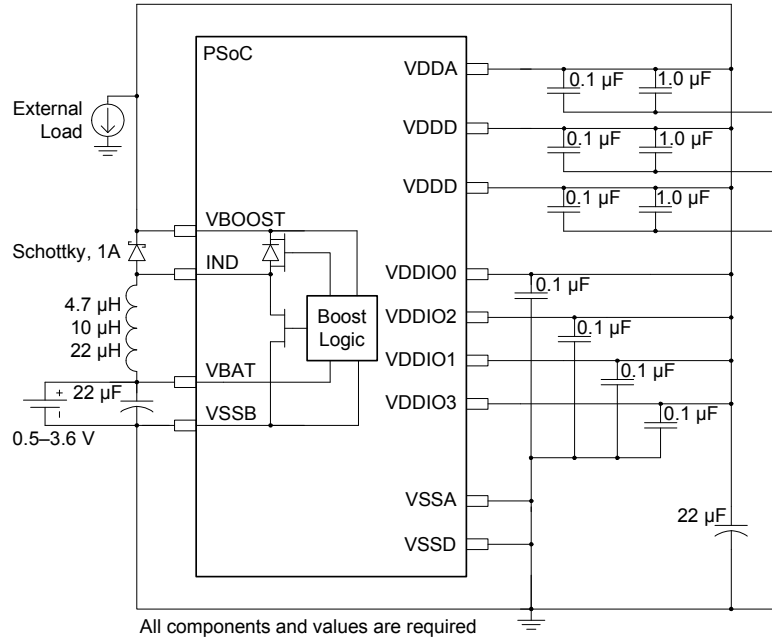 PSoC
VDDA
0.1 µF
1.0 µF
External
Load
VDDD
0.1 µF
1.0 µF
VDDD
0.1 µF
1.0 µF
VBOOST
Schottky, 1A
IND
VDDIO0
0.1 µF
4.7 µH
10 µH
22 µH
Boost
Logic
VDDIO2
0.1 µF
VDDIO1
0.1 µF
VBAT
22 µF
+
-
VSSB
0.5–3.6 V
VDDIO3
0.1 µF
VSSA
VSSD
22 µF
All components and values are required